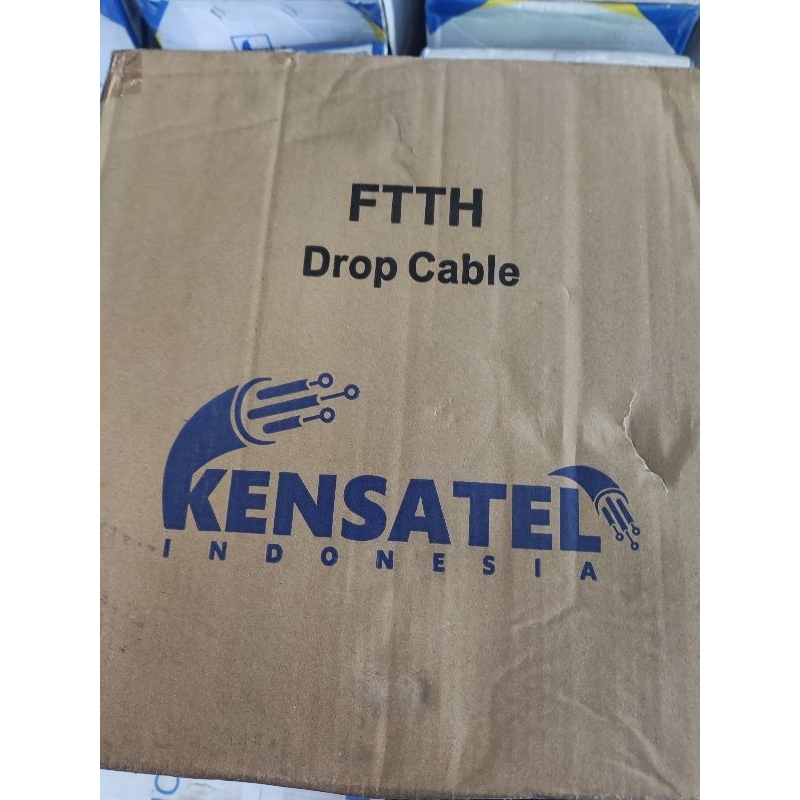 FTTH
Drop Cable
KENSATEL
INDONESIA